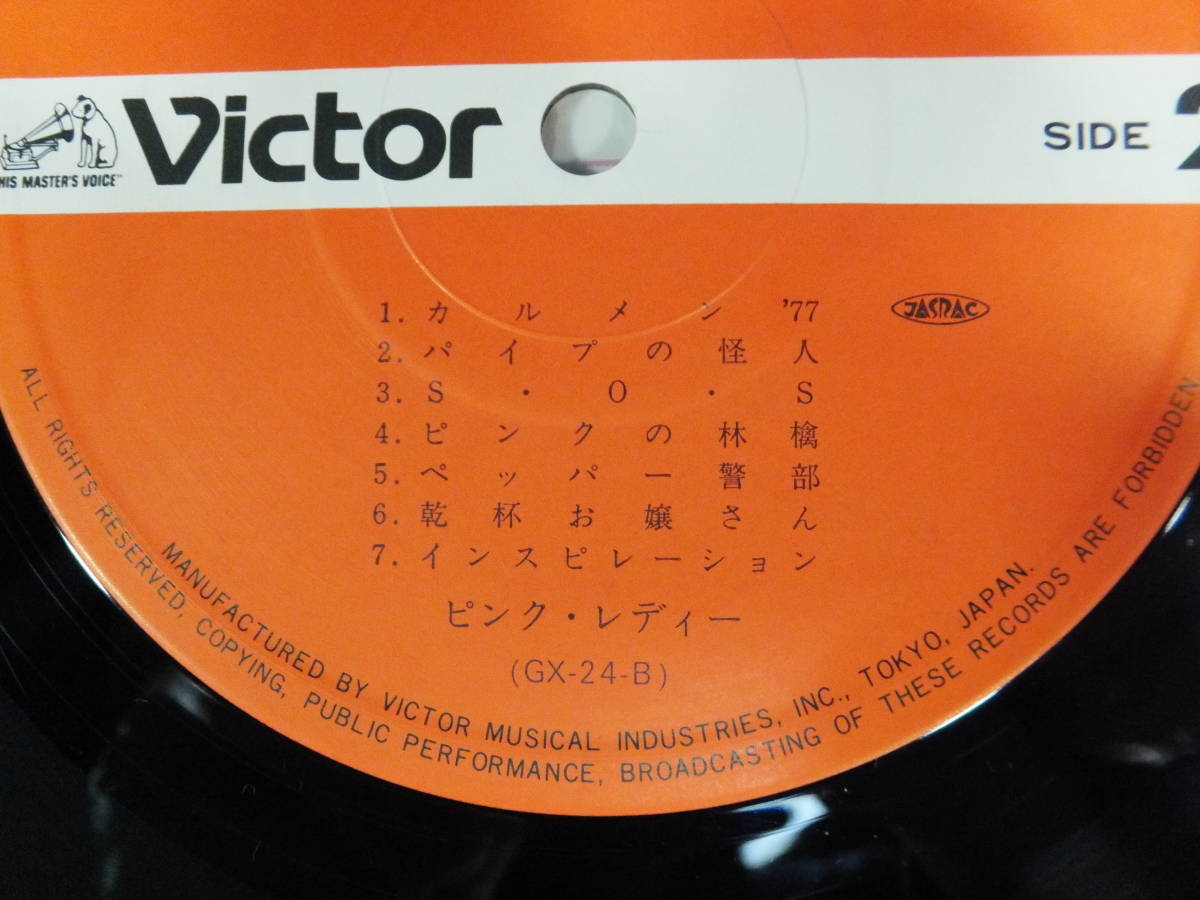 HIS MASTER'S VOICE
Victor
SIDE 2
1. カルメン '77
JASRAC
2. パイプの怪人
3. S・O・S
4. ピンクの林檎
5. ペッパー警部
6. 乾杯お嬢さん
7. インスピレーション
ピンク・レディー
(GX-24-B)
MANUFACTURED BY VICTOR MUSICAL INDUSTRIES, INC., TOKYO, JAPAN.
ALL RIGHTS RESERVED, COPYING, PUBLIC PERFORMANCE, BROADCASTING OF THESE RECORDS ARE FORBIDDEN